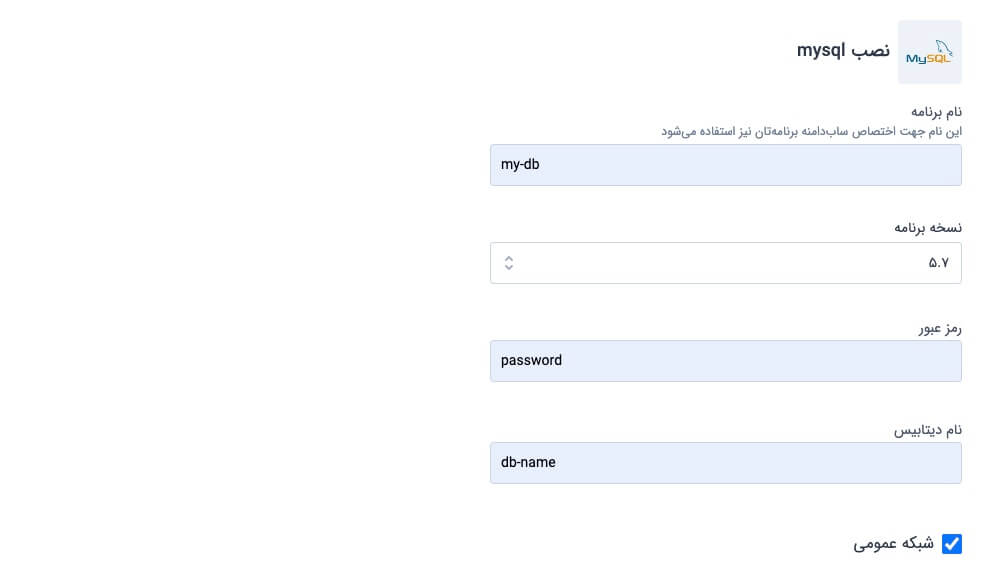 MySQL
نصب mysql
نام برنامه
این نام جهت اختصاص ساب‌دامنه برنامه‌تان نیز استفاده می‌شود
my-db
نسخه برنامه
۵.۷
رمز عبور
password
نام دیتابیس
db-name
شبکه عمومی